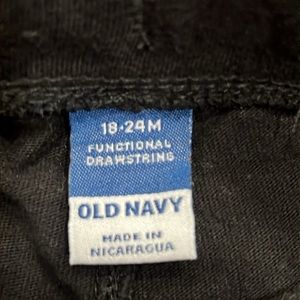 18-24M
FUNCTIONAL
DRAWSTRING
OLD NAVY
MADE IN
NICARAGUA